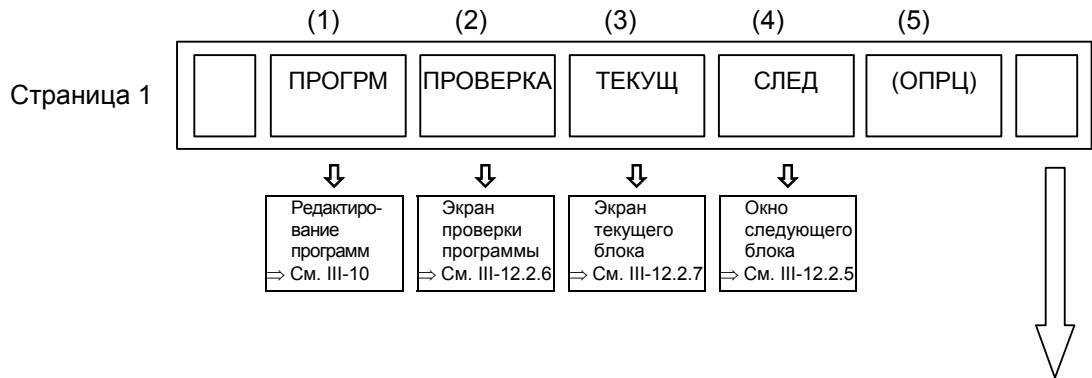 (1) (2) (3) (4) (5)
Страница 1
ПРОГРМ ПРОВЕРКА ТЕКУЩ СЛЕД (ОПРЦ)
Редактиро-
вание
программ
⇒ См. III-10
Экран
проверки
программы
⇒ См. III-12.2.6
Экран
текущего
блока
⇒ См. III-12.2.7
Окно
следующего
блока
⇒ См. III-12.2.5